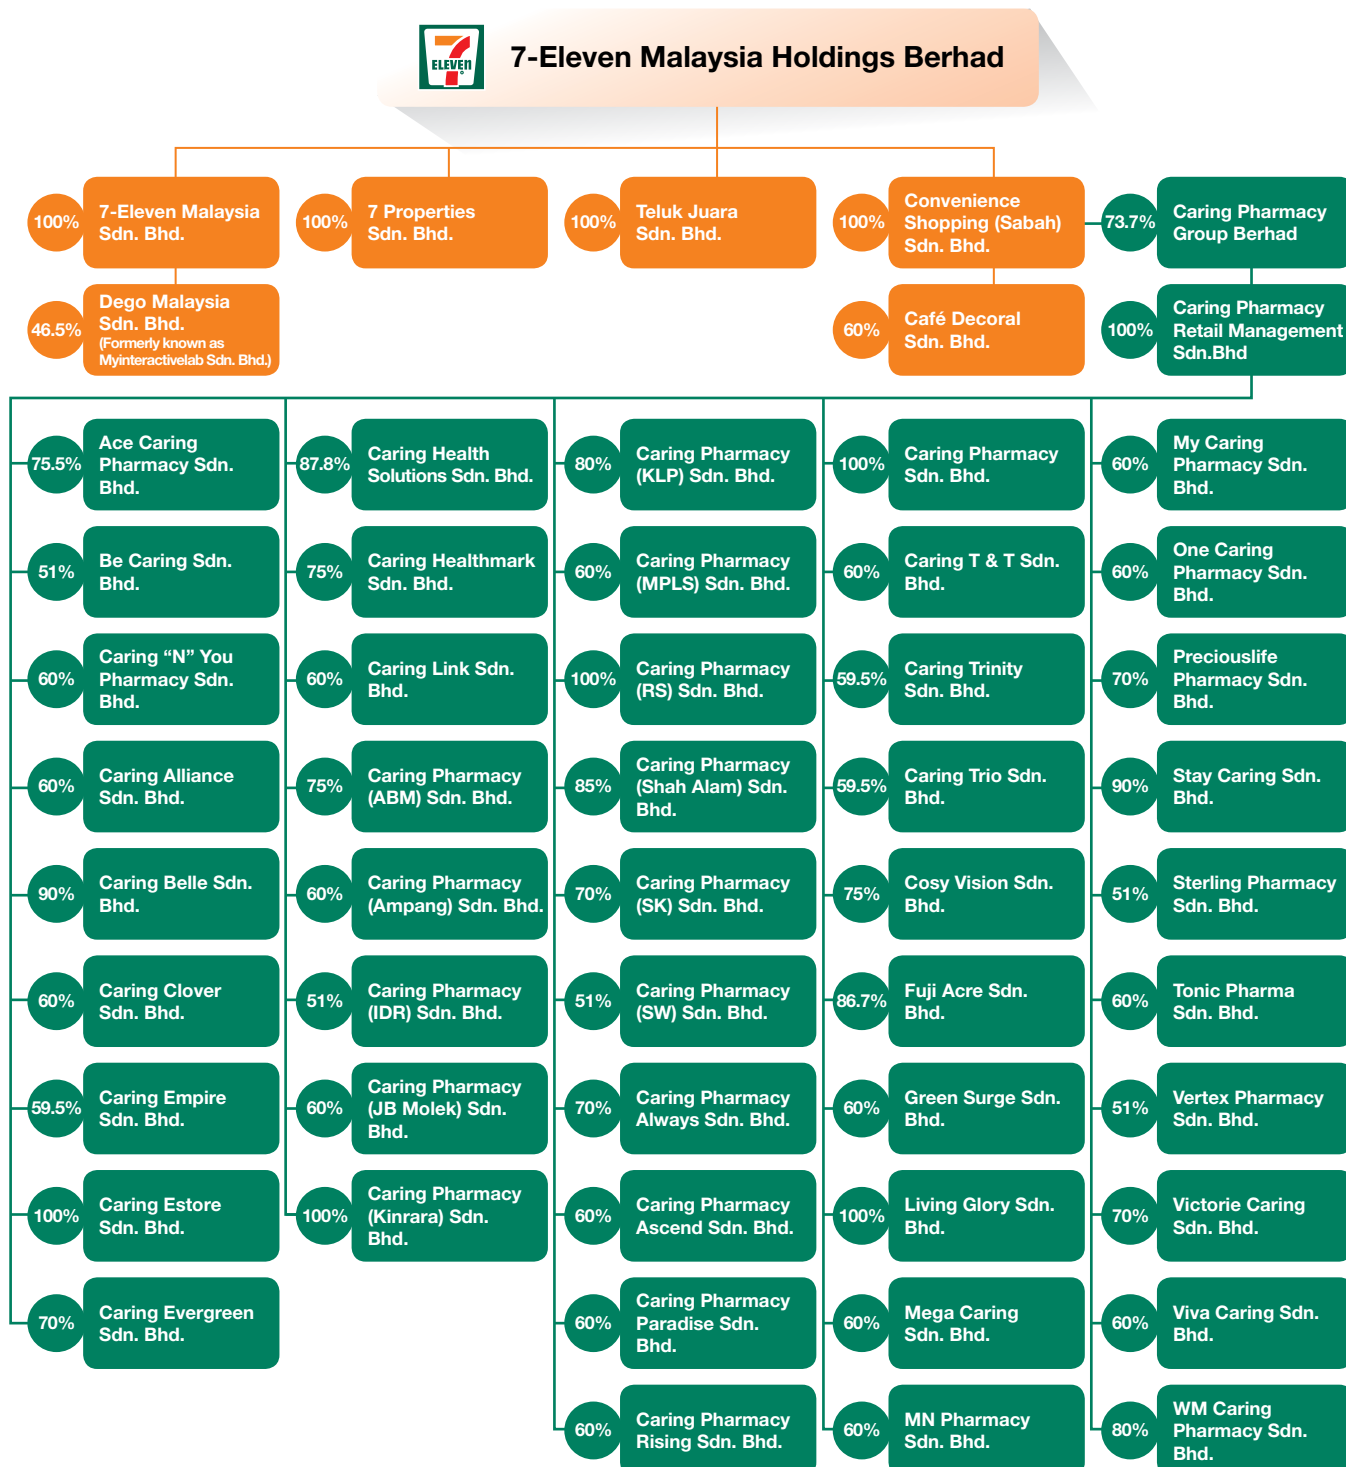 7
ELEVEN
7-Eleven Malaysia Holdings Berhad
100%
7-Eleven Malaysia
Sdn. Bhd.
100%
7 Properties
Sdn. Bhd.
100%
Teluk Juara
Sdn. Bhd.
100%
Convenience
Shopping (Sabah)
Sdn. Bhd.
73.7%
Caring Pharmacy
Group Berhad
46.5%
Dego Malaysia
Sdn. Bhd.
(Formerly known as
Myinteractivelab Sdn. Bhd.)
60%
Café Decoral
Sdn. Bhd.
100%
Caring Pharmacy
Retail Management
Sdn.Bhd
75.5%
Ace Caring
Pharmacy Sdn.
Bhd.
51%
Be Caring Sdn.
Bhd.
60%
Caring “N” You
Pharmacy Sdn.
Bhd.
60%
Caring Alliance
Sdn. Bhd.
90%
Caring Belle Sdn.
Bhd.
60%
Caring Clover
Sdn. Bhd.
59.5%
Caring Empire
Sdn. Bhd.
100%
Caring Estore
Sdn. Bhd.
70%
Caring Evergreen
Sdn. Bhd.
87.8%
Caring Health
Solutions Sdn. Bhd.
75%
Caring Healthmark
Sdn. Bhd.
60%
Caring Link Sdn.
Bhd.
75%
Caring Pharmacy
(ABM) Sdn. Bhd.
60%
Caring Pharmacy
(Ampang) Sdn. Bhd.
51%
Caring Pharmacy
(IDR) Sdn. Bhd.
60%
Caring Pharmacy
(JB Molek) Sdn.
Bhd.
100%
Caring Pharmacy
(Kinrara) Sdn.
Bhd.
80%
Caring Pharmacy
(KLP) Sdn. Bhd.
60%
Caring Pharmacy
(MPLS) Sdn. Bhd.
100%
Caring Pharmacy
(RS) Sdn. Bhd.
85%
Caring Pharmacy
(Shah Alam) Sdn.
Bhd.
70%
Caring Pharmacy
(SK) Sdn. Bhd.
51%
Caring Pharmacy
(SW) Sdn. Bhd.
70%
Caring Pharmacy
Always Sdn. Bhd.
60%
Caring Pharmacy
Ascend Sdn. Bhd.
60%
Caring Pharmacy
Paradise Sdn.
Bhd.
60%
Caring Pharmacy
Rising Sdn. Bhd.
100%
Caring Pharmacy
Sdn. Bhd.
60%
Caring T & T Sdn.
Bhd.
59.5%
Caring Trinity
Sdn. Bhd.
59.5%
Caring Trio Sdn.
Bhd.
75%
Cosy Vision Sdn.
Bhd.
86.7%
Fuji Acre Sdn.
Bhd.
60%
Green Surge Sdn.
Bhd.
100%
Living Glory Sdn.
Bhd.
60%
Mega Caring
Sdn. Bhd.
60%
MN Pharmacy
Sdn. Bhd.
60%
My Caring
Pharmacy Sdn.
Bhd.
60%
One Caring
Pharmacy Sdn.
Bhd.
70%
Preciouslife
Pharmacy Sdn.
Bhd.
90%
Stay Caring Sdn.
Bhd.
51%
Sterling Pharmacy
Sdn. Bhd.
60%
Tonic Pharma
Sdn. Bhd.
51%
Vertex Pharmacy
Sdn. Bhd.
70%
Victorie Caring
Sdn. Bhd.
60%
Viva Caring Sdn.
Bhd.
80%
WM Caring
Pharmacy Sdn.
Bhd.